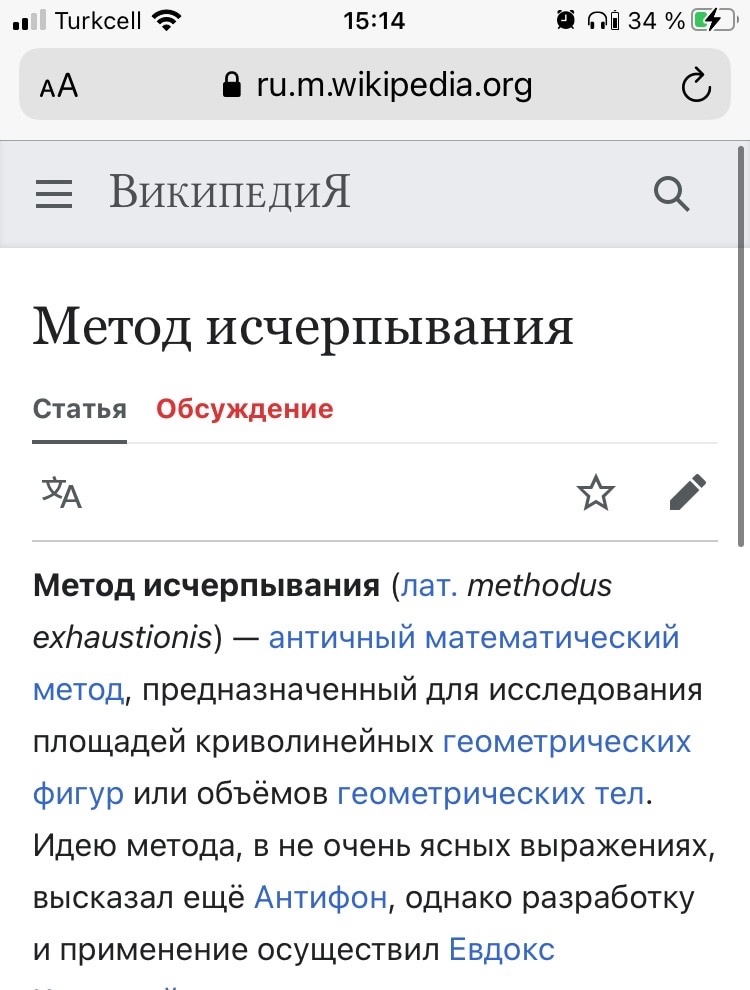 Turkcell 15:14 34 %
AA ru.m.wikipedia.org
ВикипедиЯ
Метод исчерпывания
Статья Обсуждение
文A
Метод исчерпывания (лат. methodus
exhaustionis) — античный математический
метод, предназначенный для исследования
площадей криволинейных геометрических
фигур или объёмов геометрических тел.
Идею метода, в не очень ясных выражениях,
высказал ещё Антифон, однако разработку
и применение осуществил Евдокс